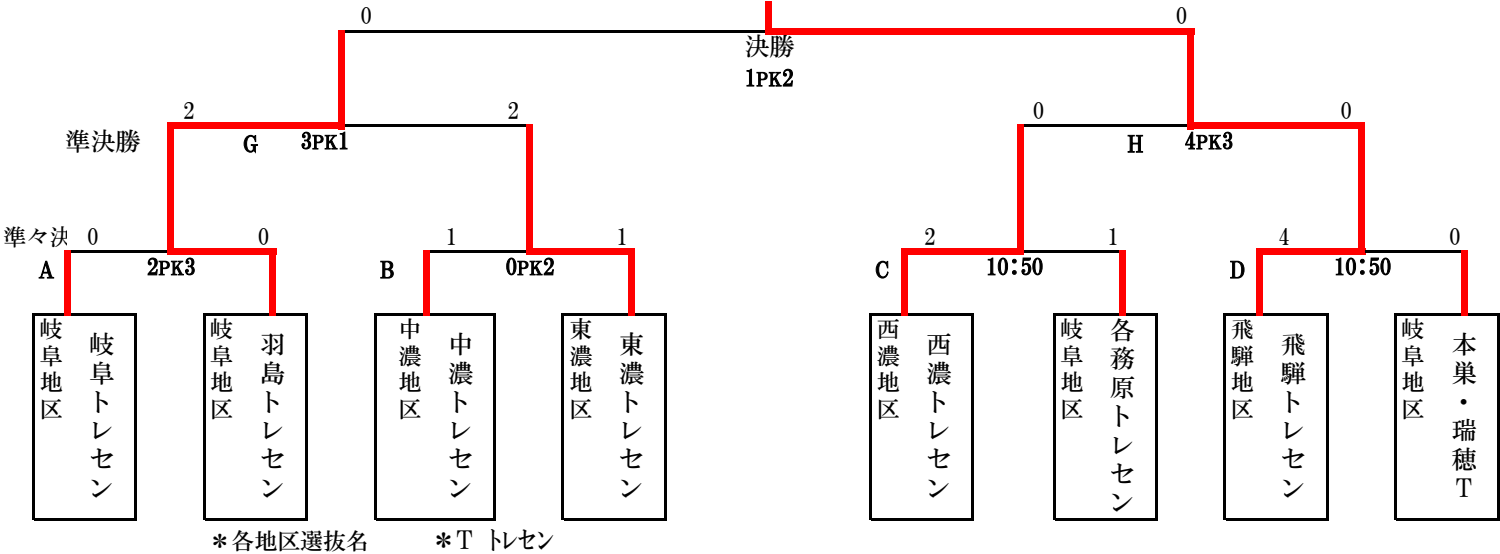 0 0
決勝
1PK2
2 2 0 0
準決勝 G 3PK1 H 4PK3
準々決 0 0 1 1 2 1 4 0
A 2PK3 B 0PK2 C 10:50 D 10:50
岐阜地区
岐阜トレセン
岐阜地区
羽島トレセン
中濃地区
中濃トレセン
東濃地区
東濃トレセン
西濃地区
西濃トレセン
岐阜地区
各務原トレセン
飛騨地区
飛騨トレセン
岐阜地区
本巣・瑞穂T
*各地区選抜名 *T トレセン